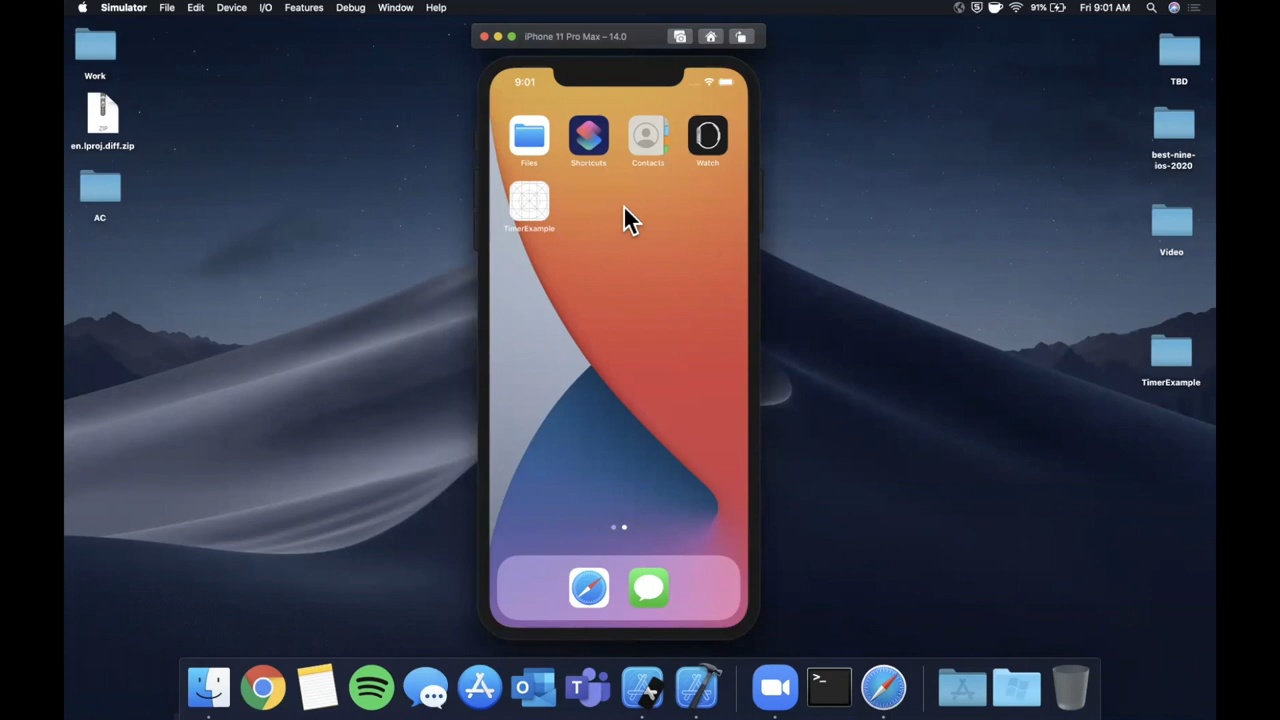 Simulator File Edit Device I/O Features Debug Window Help 91% Fri 9:01 AM
iPhone 11 Pro Max – 14.0
Work
ZIP
en.lproj.diff.zip
AC
9:01
Files Shortcuts Contacts Watch
TimerExample
TBD
best-nine-ios-2020
Video
TimerExample